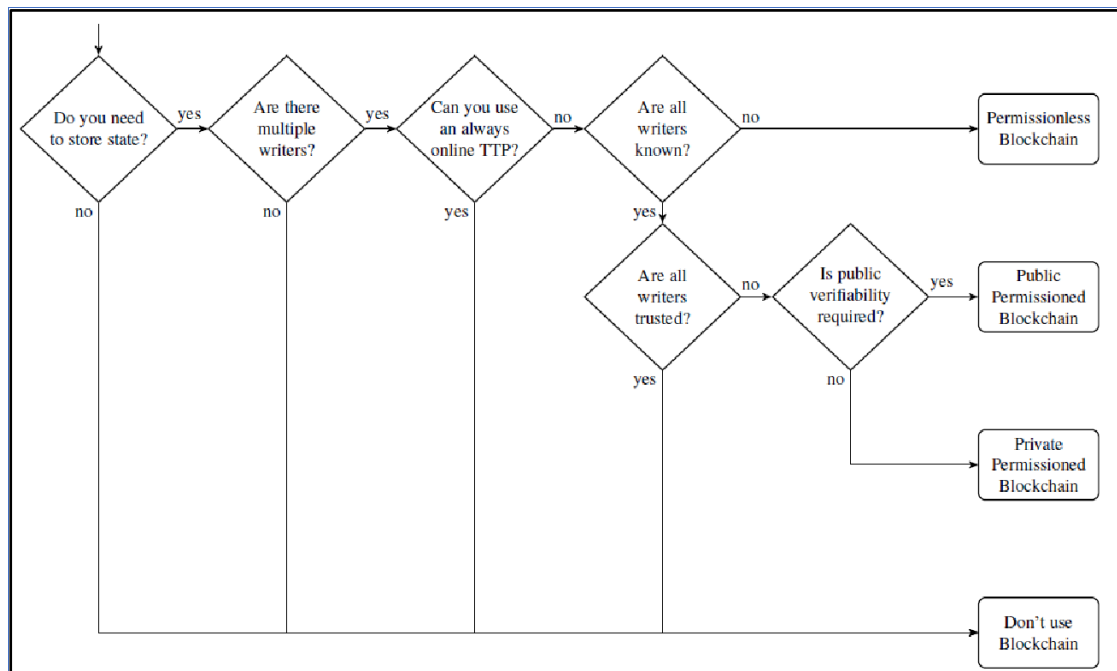 Do you need
to store state?
yes
no
Are there
multiple
writers?
yes
no
Can you use
an always
online TTP?
no
yes
Are all
writers
known?
no
yes
Permissionless
Blockchain
Are all
writers
trusted?
no
yes
Is public
verifiability
required?
yes
no
Public
Permissioned
Blockchain
Private
Permissioned
Blockchain
Don't use
Blockchain